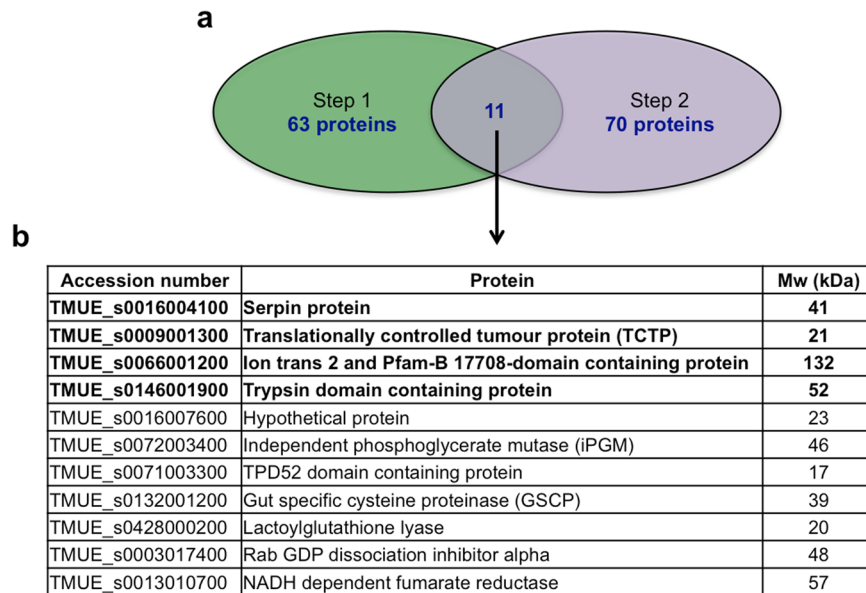 a
Step 1
63 proteins
11
Step 2
70 proteins
b
Accession number Protein Mw (kDa)
TMUE_s0016004100 Serpin protein 41
TMUE_s0009001300 Translationally controlled tumour protein (TCTP) 21
TMUE_s0066001200 Ion trans 2 and Pfam-B 17708-domain containing protein 132
TMUE_s0146001900 Trypsin domain containing protein 52
TMUE_s0016007600 Hypothetical protein 23
TMUE_s0072003400 Independent phosphoglycerate mutase (iPGM) 46
TMUE_s0071003300 TPD52 domain containing protein 17
TMUE_s0132001200 Gut specific cysteine proteinase (GSCP) 39
TMUE_s0428000200 Lactoylglutathione lyase 20
TMUE_s0003017400 Rab GDP dissociation inhibitor alpha 48
TMUE_s0013010700 NADH dependent fumarate reductase 57